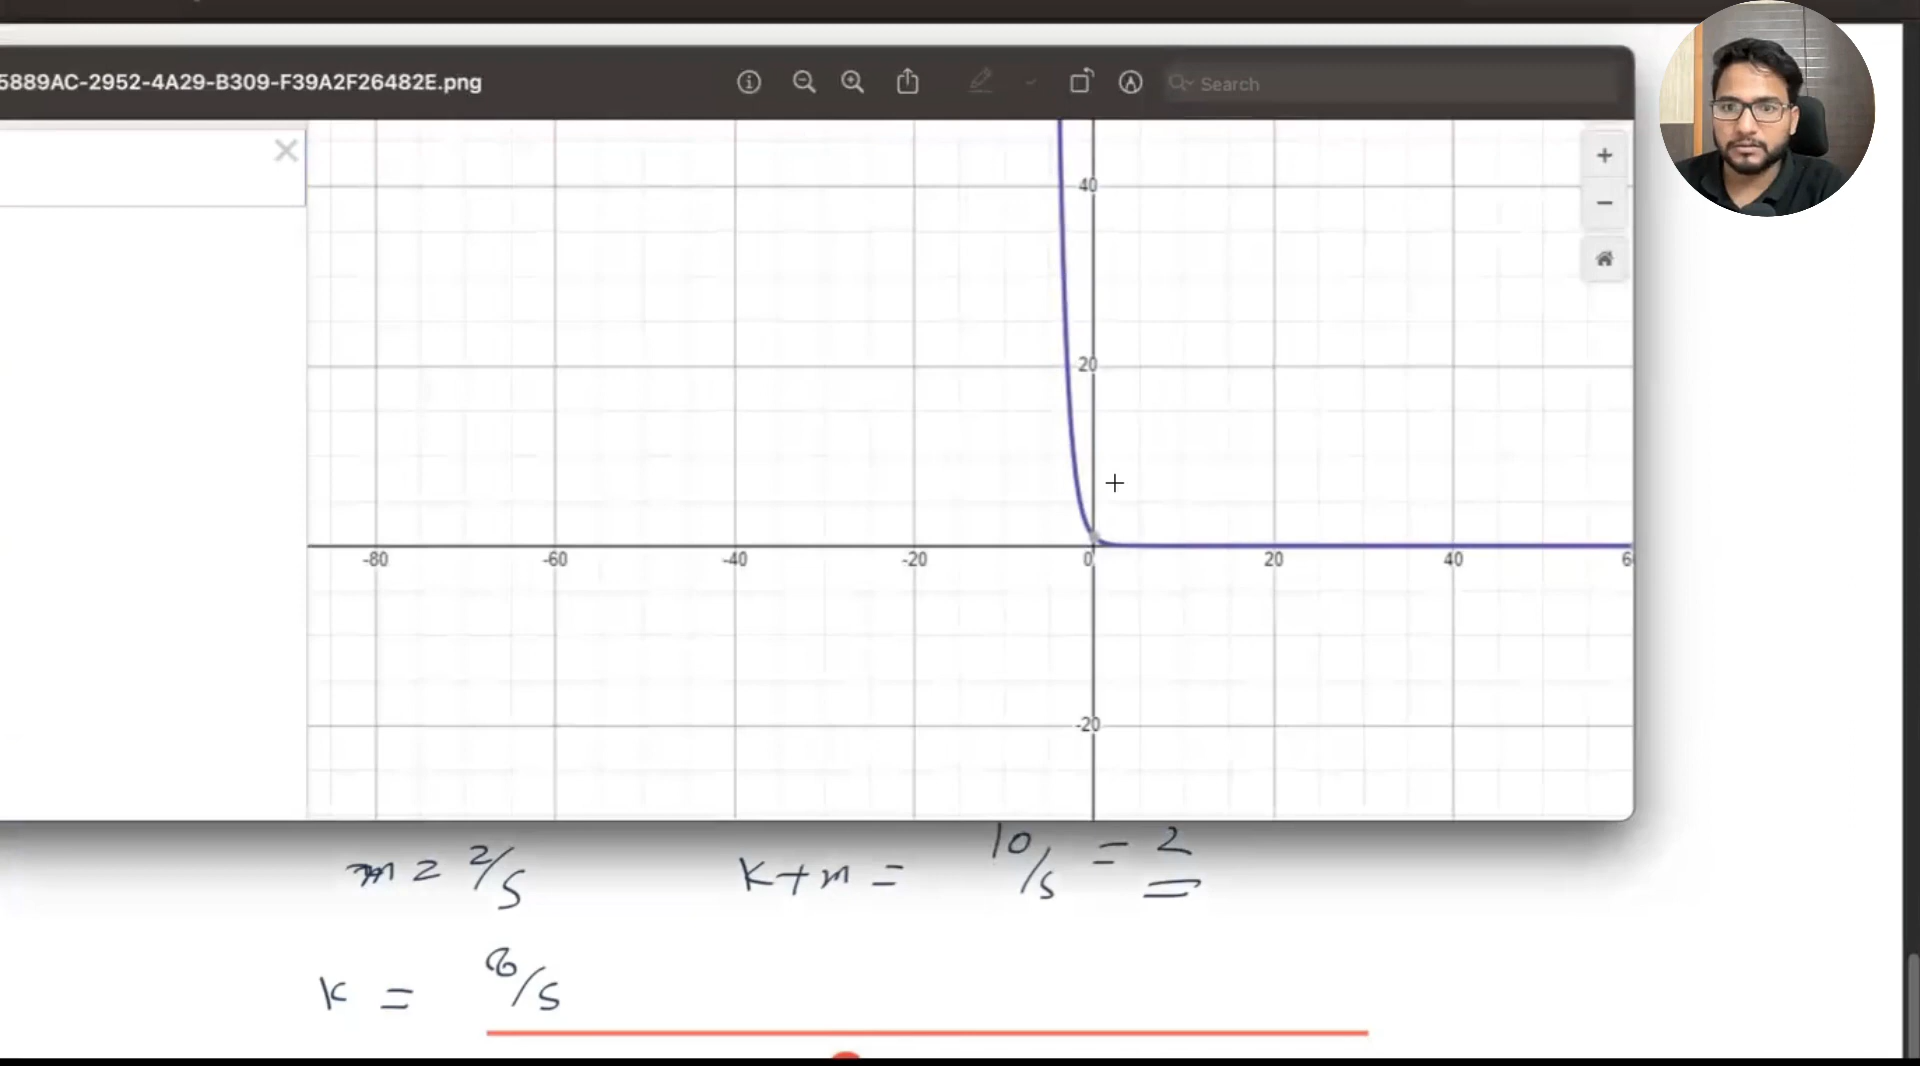 5889AC-2952-4A29-B309-F39A2F26482E.png
Search
40
20
-80 -60 -40 -20 0 20 40 6
-20
m = 2/5 k+m = 10/5 = 2
k = 8/5